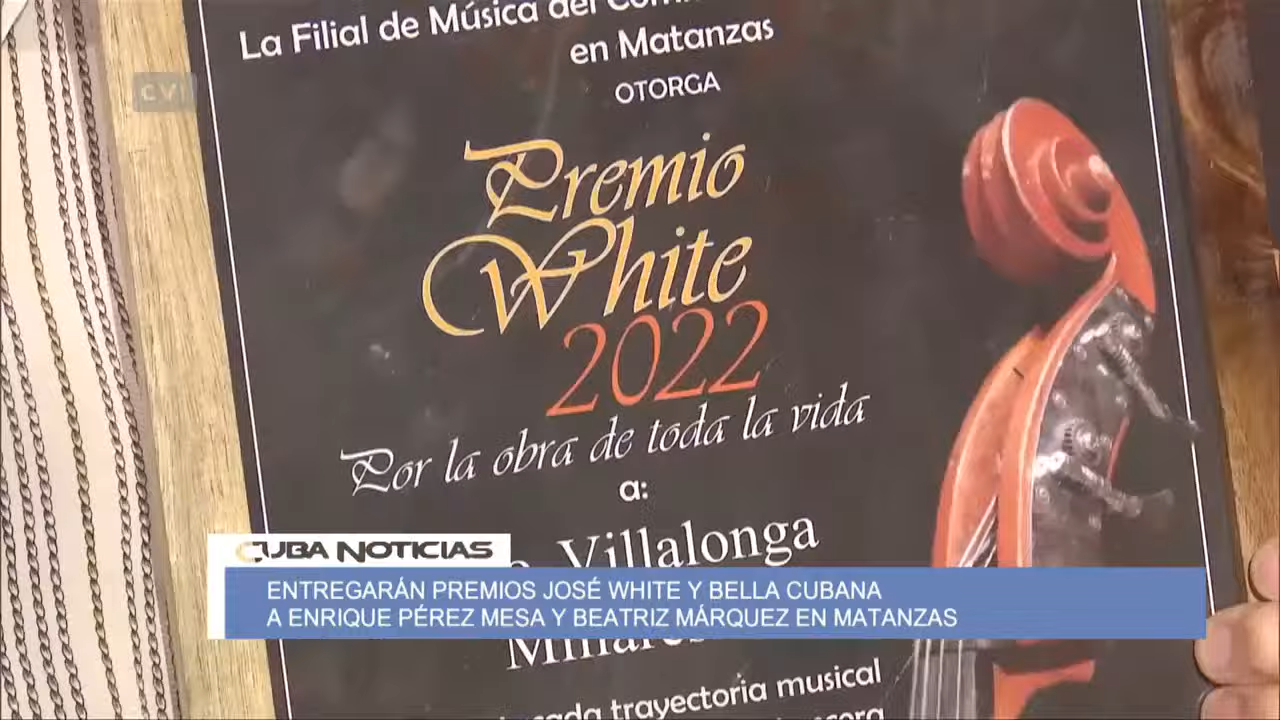 La Filial de Música del
en Matanzas
OTORGA
Premio
White
2022
Por la obra de toda la vida
a:
Villalonga
CUBA NOTICIAS
ENTREGARÁN PREMIOS JOSÉ WHITE Y BELLA CUBANA
A ENRIQUE PÉREZ MESA Y BEATRIZ MÁRQUEZ EN MATANZAS
trayectoria musical